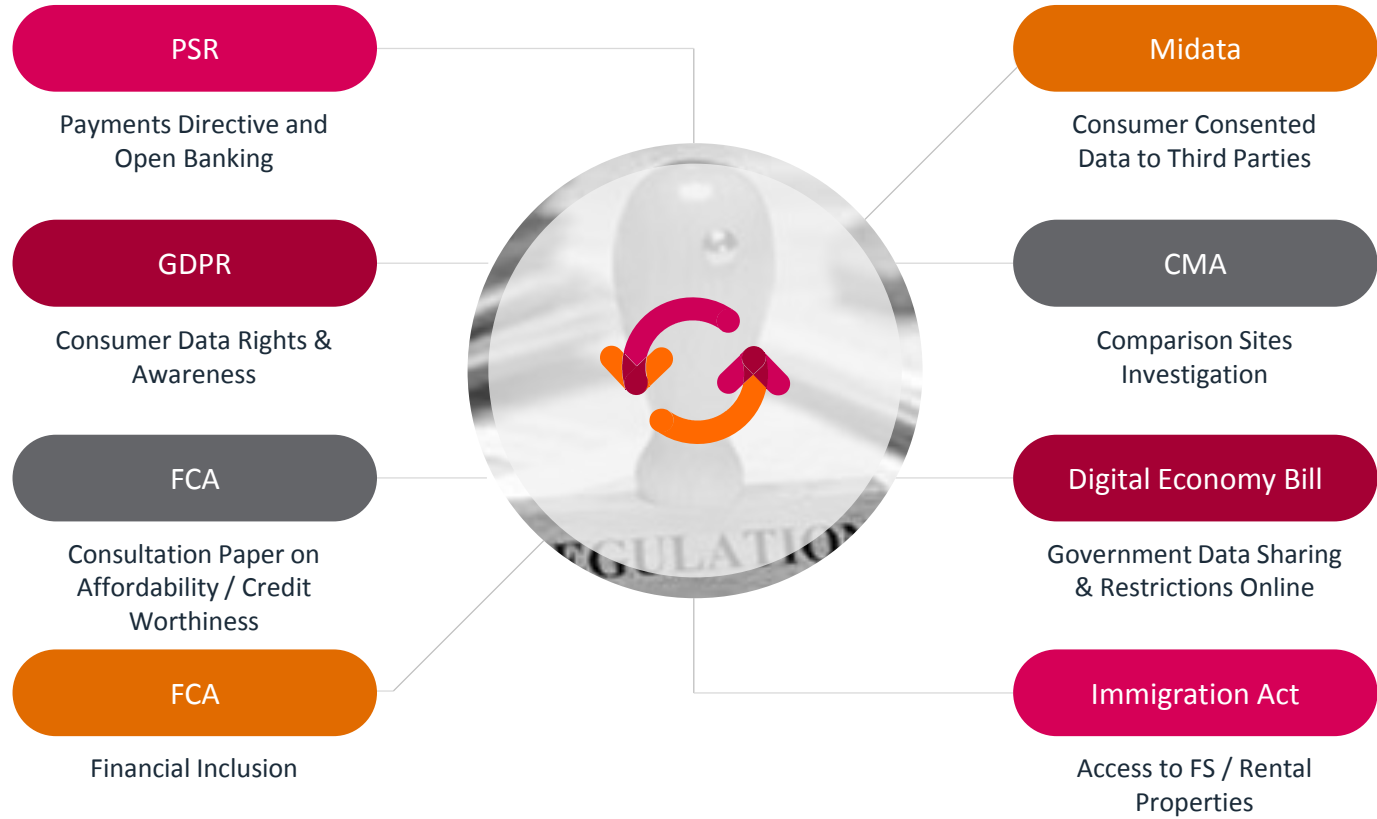 PSR
Payments Directive and
Open Banking
GDPR
Consumer Data Rights &
Awareness
FCA
Consultation Paper on
Affordability / Credit
Worthiness
FCA
Financial Inclusion
EGULATION
Midata
Consumer Consented
Data to Third Parties
CMA
Comparison Sites
Investigation
Digital Economy Bill
Government Data Sharing
& Restrictions Online
Immigration Act
Access to FS / Rental
Properties